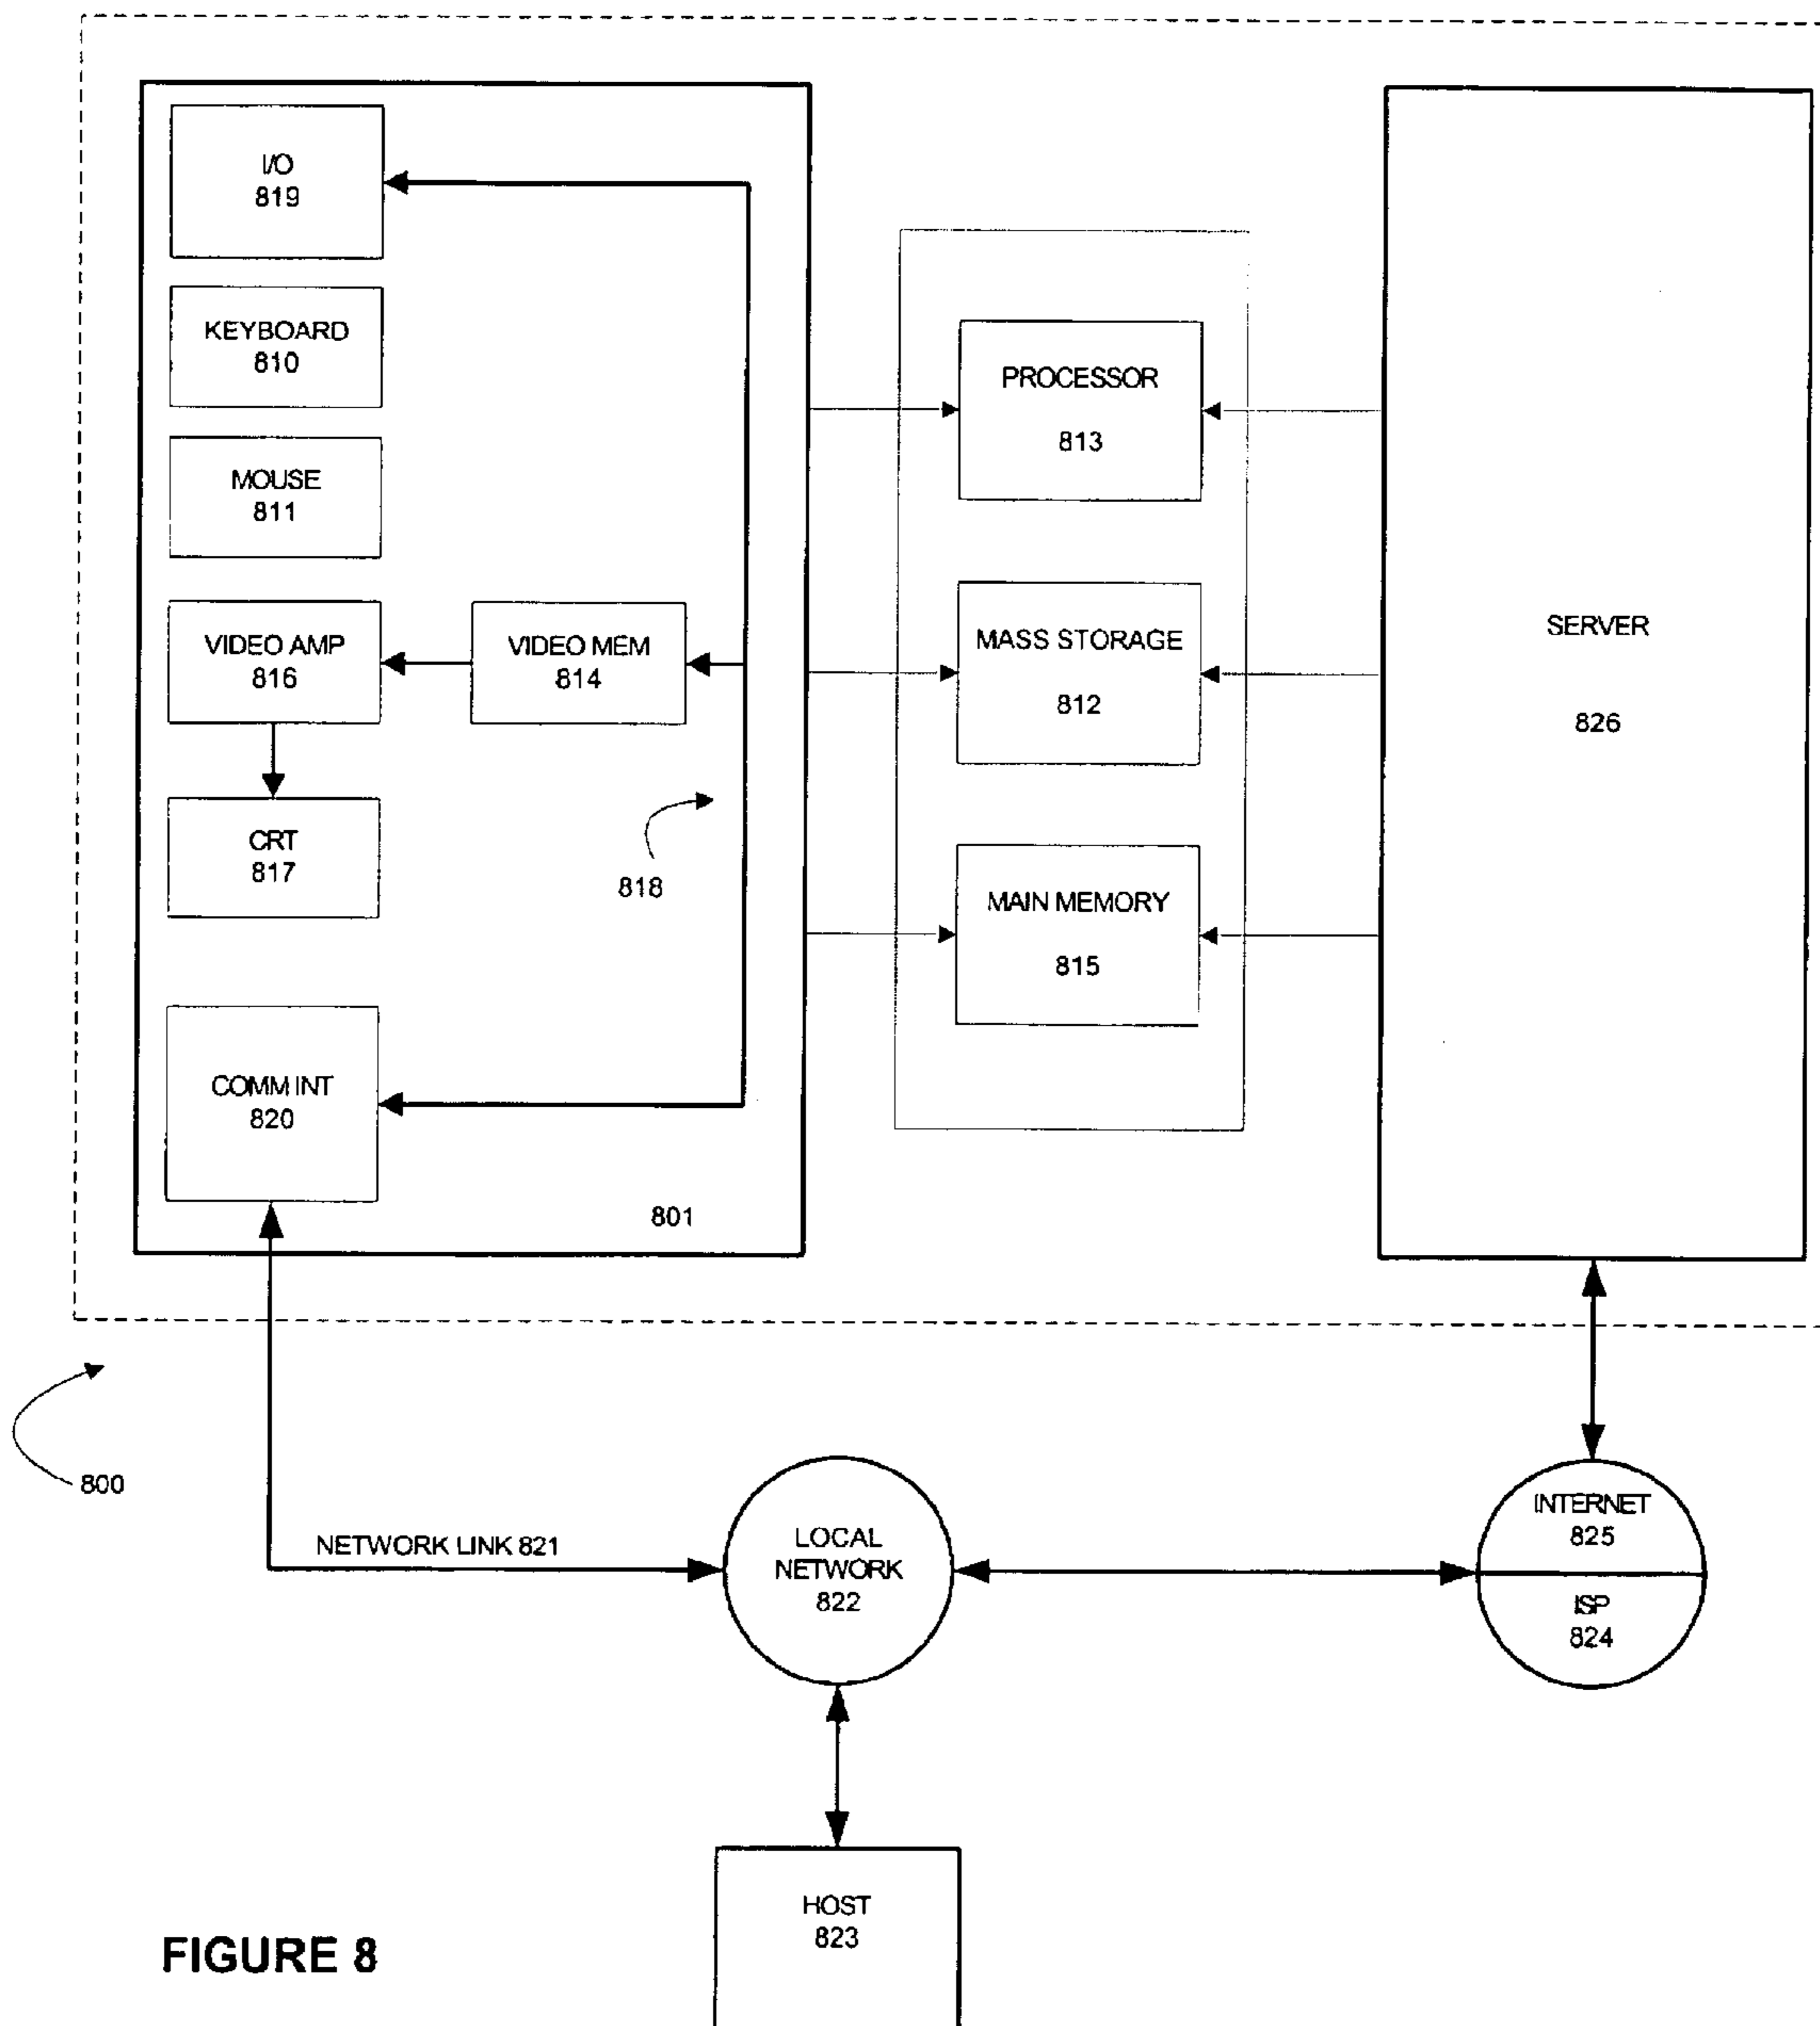 I/O
819
KEYBOARD
810
MOUSE
811
VIDEO AMP
816
VIDEO MEM
814
CRT
817
818
COMM INT
820
801
PROCESSOR
813
MASS STORAGE
812
MAIN MEMORY
815
SERVER
826
800
NETWORK LINK 821
LOCAL
NETWORK
822
INTERNET
825
ISP
824
HOST
823
FIGURE 8